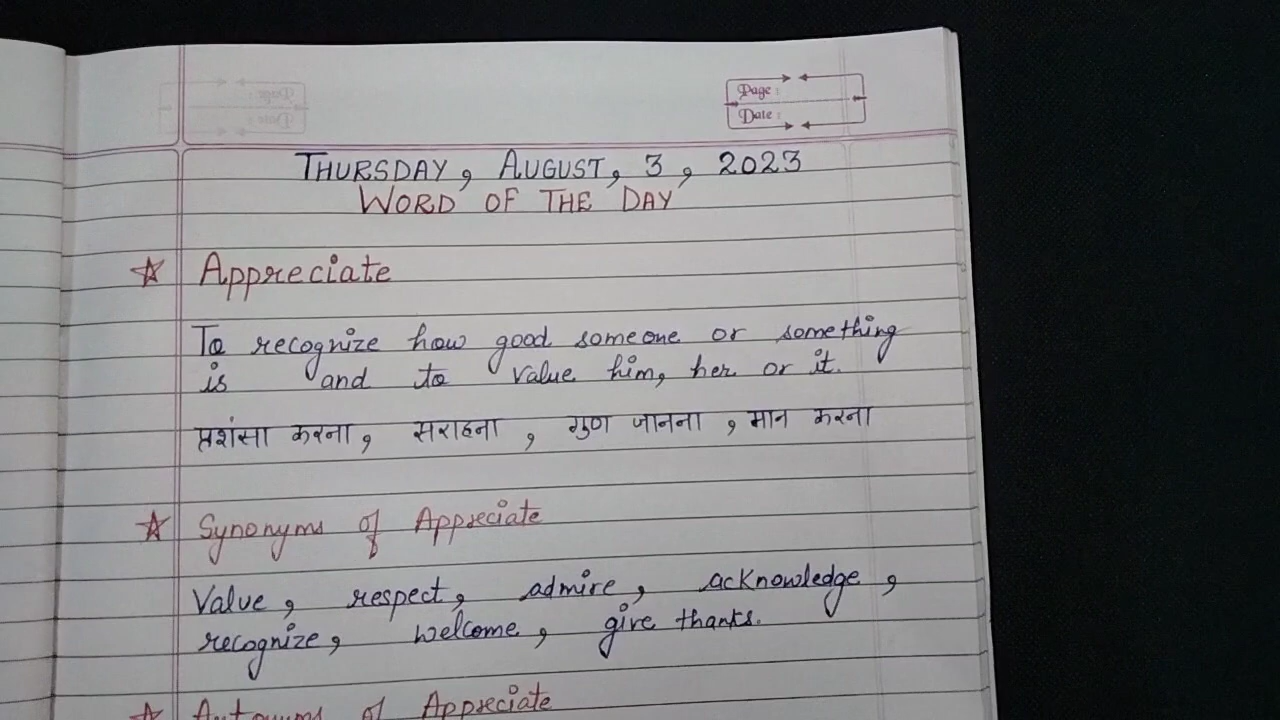 Page :
Date :
THURSDAY, AUGUST, 3, 2023
WORD OF THE DAY
☆ Appreciate
To recognize how good someone or something
is and to value him, her or it.
प्रशंसा करना, सराहना, गुण जानना, मान करना
☆ Synonyms of Appreciate
Value, respect, admire, acknowledge,
recognize, welcome, give thanks.
☆ Antonyms of Appreciate